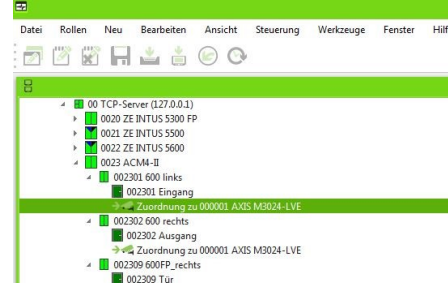 Datei Rollen Neu Bearbeiten Ansicht Steuerung Werkzeuge Fenster Hilf
00 TCP-Server (127.0.0.1)
0020 ZE INTUS 5300 FP
0021 ZE INTUS 5500
0022 ZE INTUS 5600
0023 ACM4-II
002301 600 links
002301 Eingang
Zuordnung zu 000001 AXIS M3024-LVE
002302 600 rechts
002302 Ausgang
Zuordnung zu 000001 AXIS M3024-LVE
002309 600FP_rechts
002309 Tür